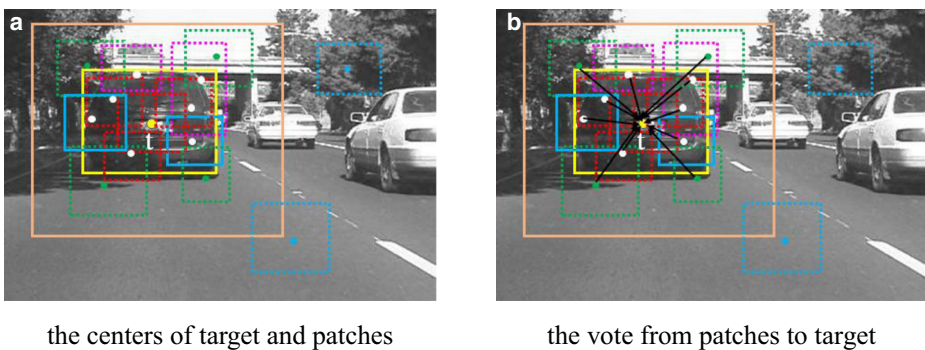 a
b
t
t
the centers of target and patches
the vote from patches to target